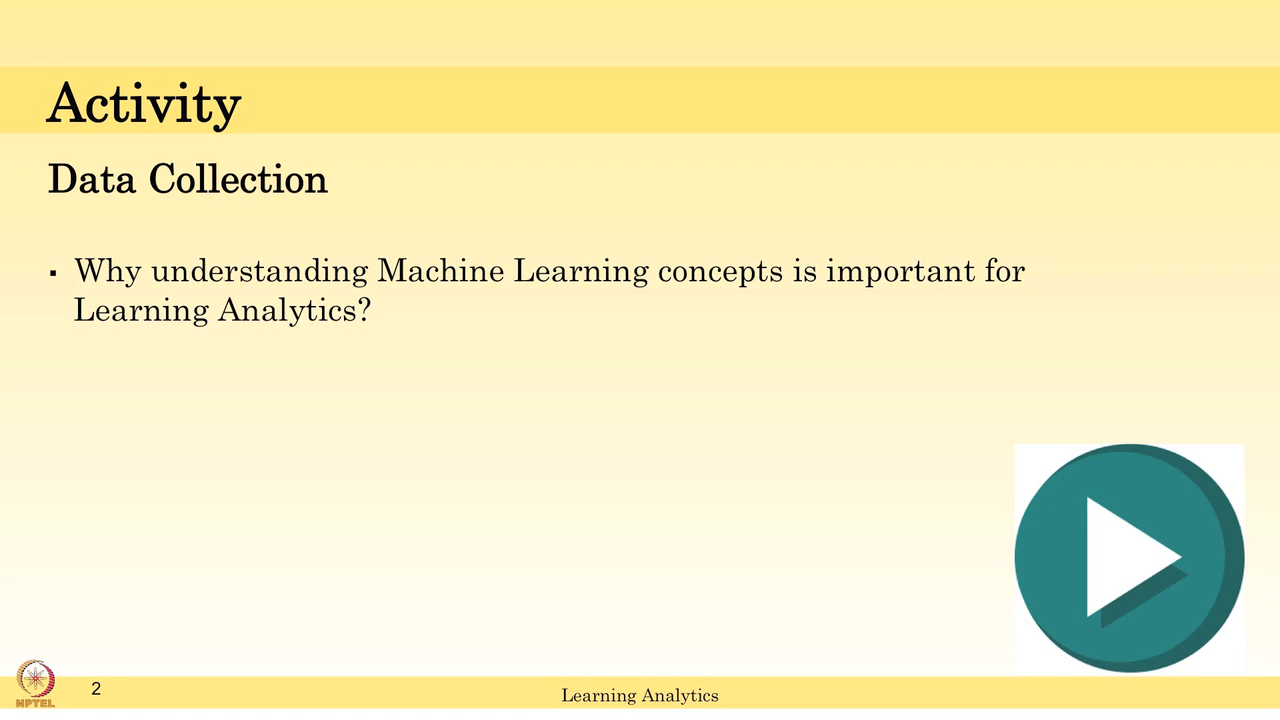 Activity
Data Collection
▪ Why understanding Machine Learning concepts is important for
Learning Analytics?
NPTEL
2
Learning Analytics